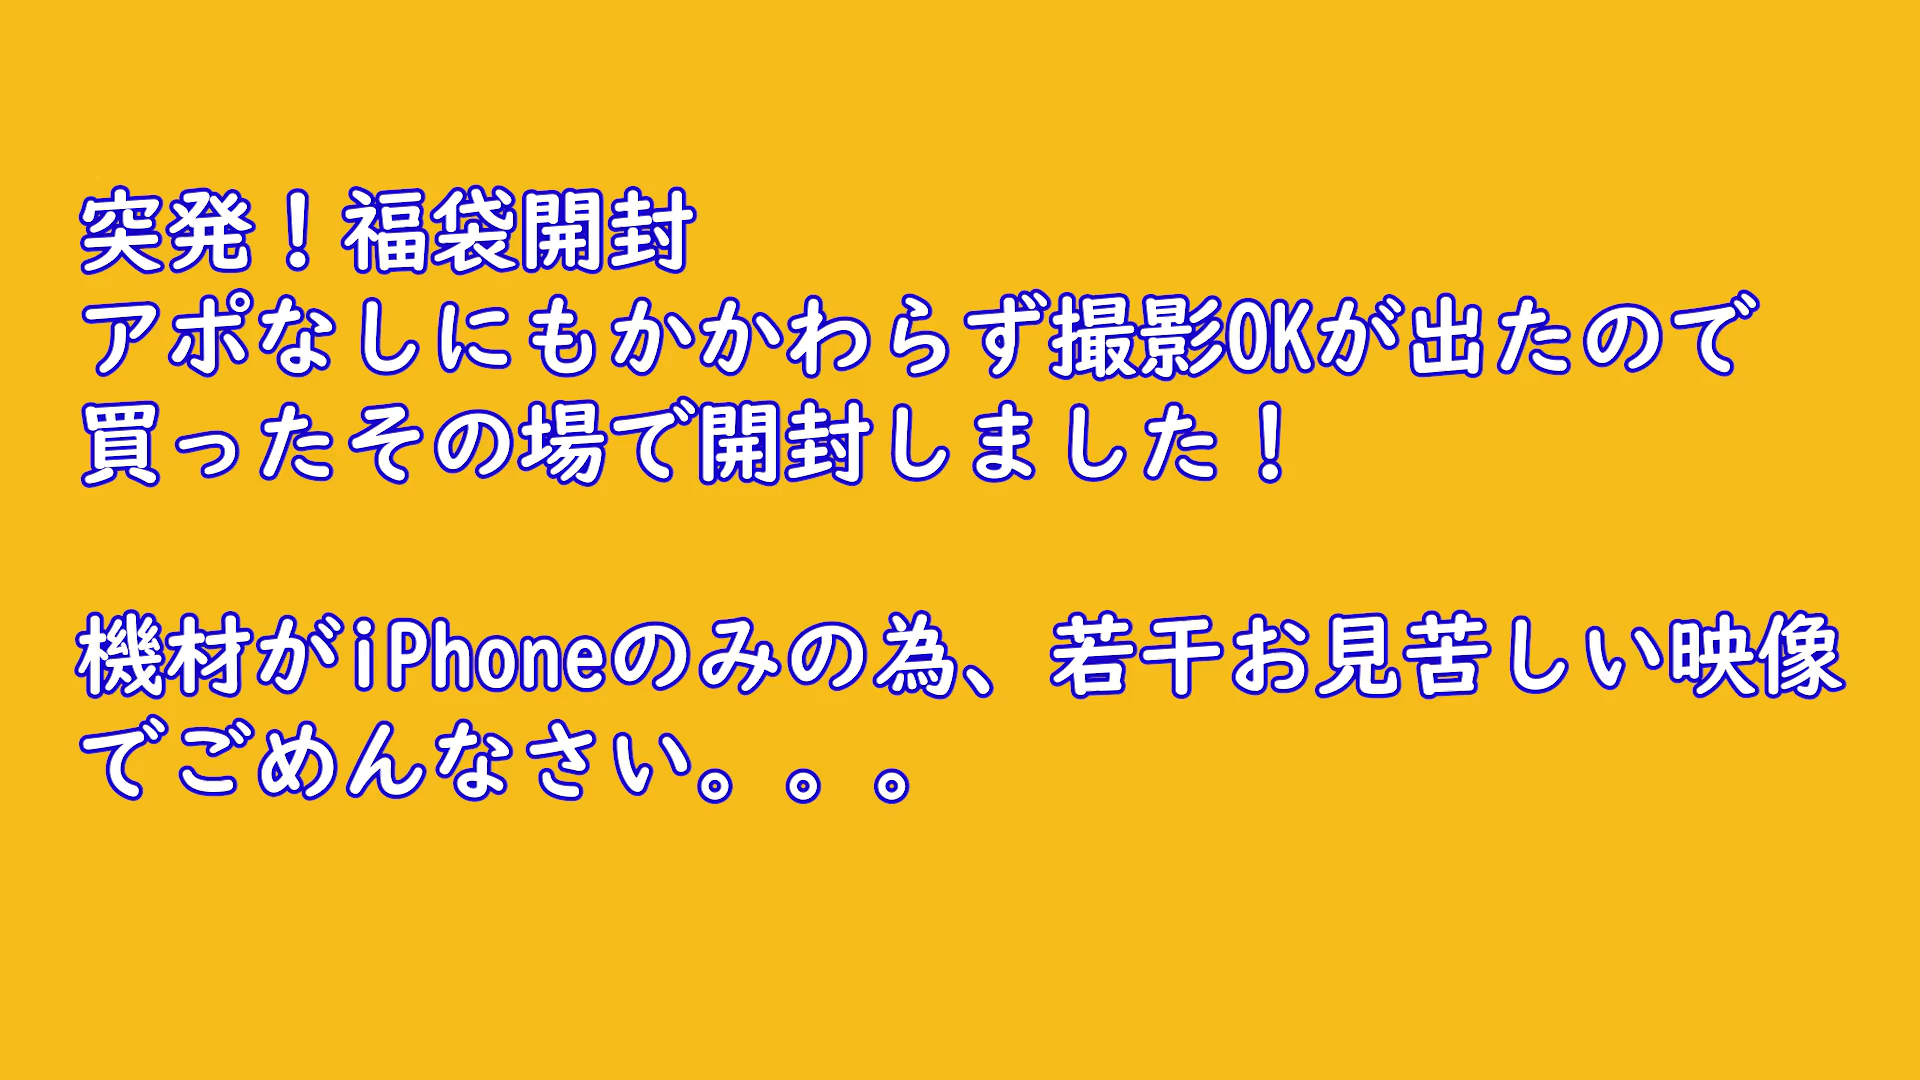 突発！福袋開封
アポなしにもかかわらず撮影OKが出たので
買ったその場で開封しました！
機材がiPhoneのみの為、若干お見苦しい映像
でごめんなさい。。。